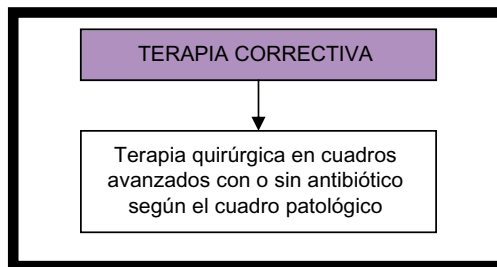 TERAPIA CORRECTIVA
Terapia quirúrgica en cuadros
avanzados con o sin antibiótico
según el cuadro patológico